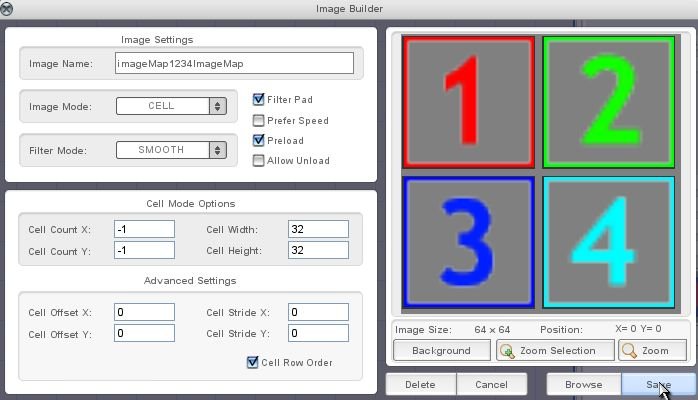 Image Builder
Image Settings
Image Name: imageMap1234ImageMap
Image Mode: CELL
Filter Mode: SMOOTH
Filter Pad
Prefer Speed
Preload
Allow Unload
Cell Mode Options
Cell Count X: -1 Cell Width: 32
Cell Count Y: -1 Cell Height: 32
Advanced Settings
Cell Offset X: 0 Cell Stride X: 0
Cell Offset Y: 0 Cell Stride Y: 0
Cell Row Order
1 2
3 4
Image Size: 64 x 64 Position: X= 0 Y= 0
Background Zoom Selection Zoom
Delete Cancel Browse Save